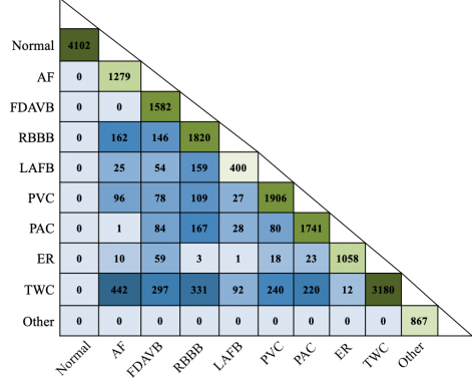 Normal 4102
AF 0 1279
FDAVB 0 0 1582
RBBB 0 162 146 1820
LAFB 0 25 54 159 400
PVC 0 96 78 109 27 1906
PAC 0 1 84 167 28 80 1741
ER 0 10 59 3 1 18 23 1058
TWC 0 442 297 331 92 240 220 12 3180
Other 0 0 0 0 0 0 0 0 0 867
Normal AF FDAVB RBBB LAFB PVC PAC ER TWC Other